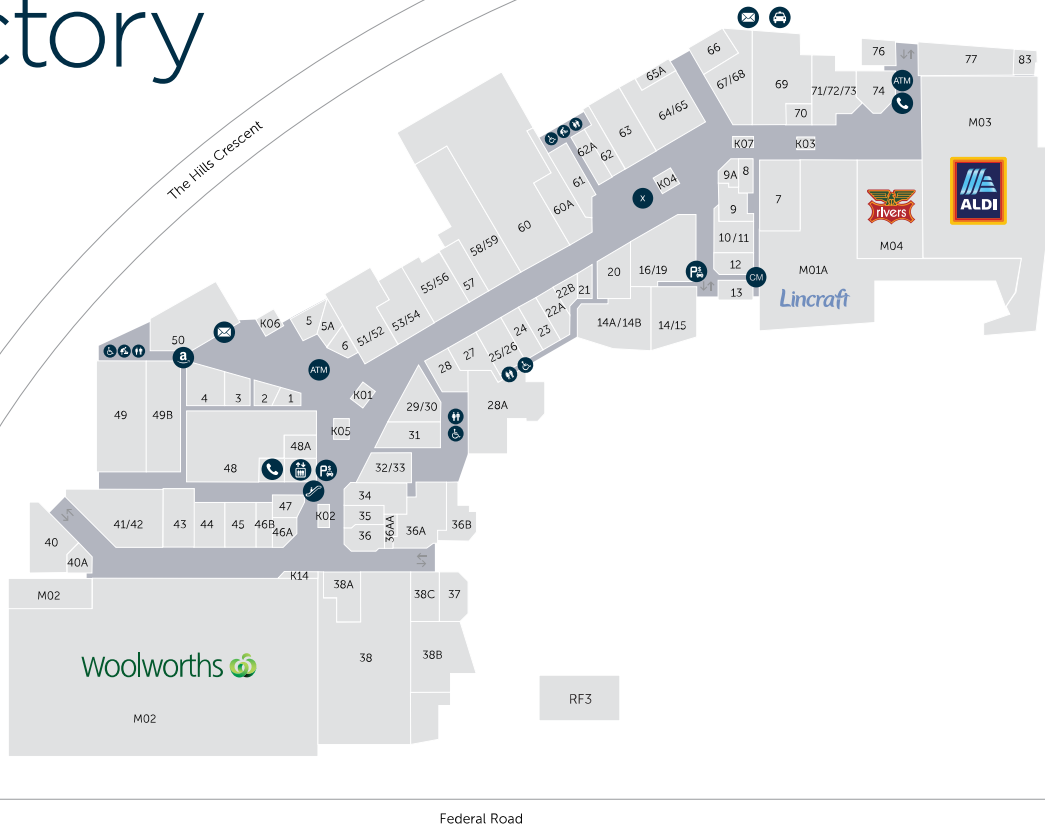 ctory
The Hills Crescent
66
67/68
69
70
71/72/73
76
74
ATM
77
83
M03
ALDI
65A
64/65
63
62A
62
61
60A
60
58/59
57
55/56
53/54
51/52
K07
K03
K04
X
9A
8
7
9
10/11
12
13
CM
rivers
M04
M01A
Lincraft
P$
16/19
20
21
22B
22A
14A/14B
14/15
24
23
25/26
27
28
28A
50
K06
5
5A
6
a
ATM
K01
K05
4
3
2
1
49
49B
29/30
31
48A
48
P$
32/33
34
35
36
36AA
36A
36B
K02
47
46A
46B
45
44
43
41/42
40
40A
M02
K14
38A
38C
37
38
38B
Woolworths
M02
RF3
Federal Road